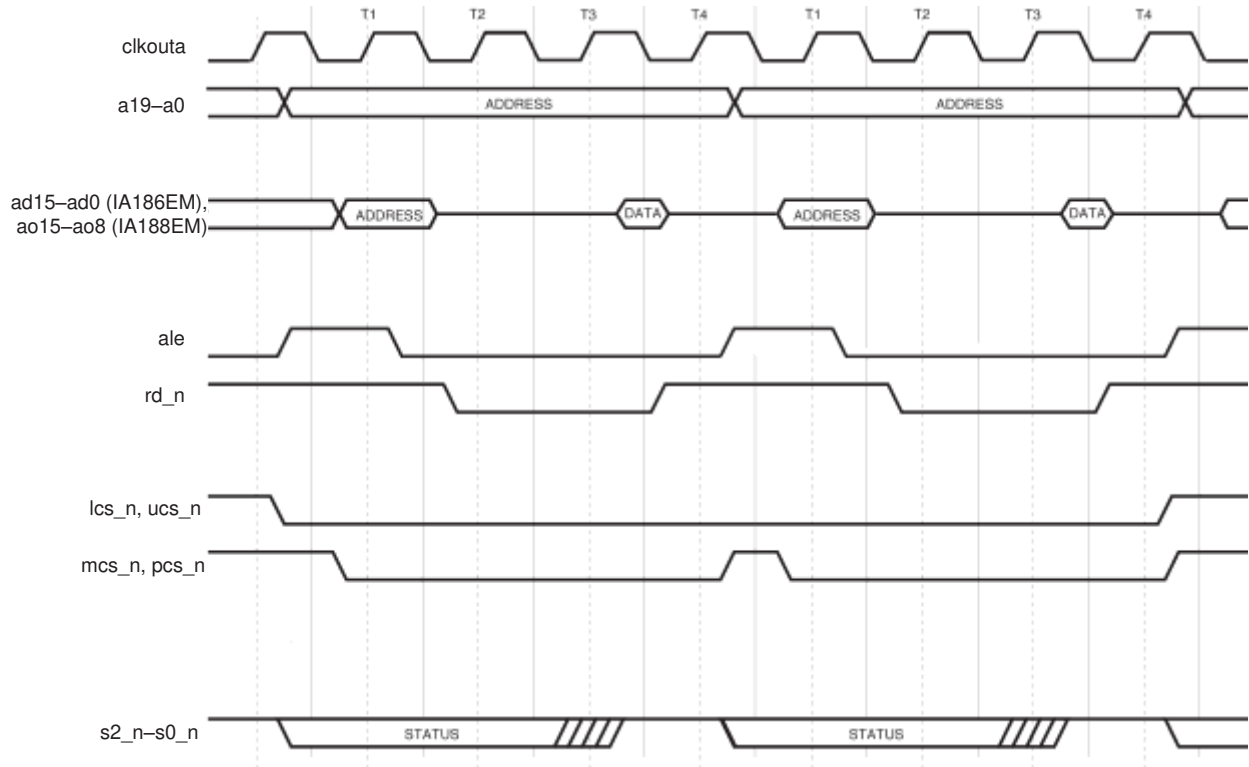 T1 T2 T3 T4 T1 T2 T3 T4
clkouta
a19–a0 ADDRESS ADDRESS
ad15–ad0 (IA186EM),
ao15–ao8 (IA188EM)
ADDRESS DATA ADDRESS DATA
ale
rd_n
lcs_n, ucs_n
mcs_n, pcs_n
s2_n–s0_n STATUS STATUS